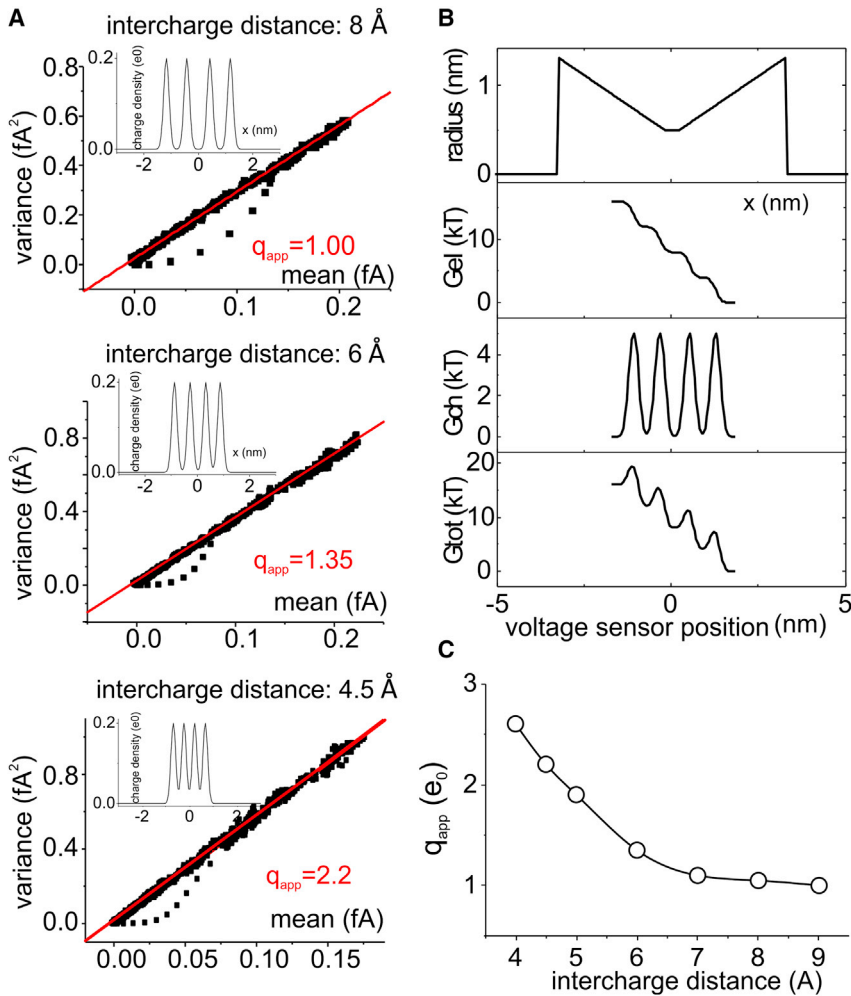 A
intercharge distance: 8 Å
0.8
0.6
0.4
0.2
0.0
variance (fA²)
0.2
0.0
charge density (e0)
x (nm)
-2 0 2
qapp=1.00
mean (fA)
0.0 0.1 0.2
intercharge distance: 6 Å
0.8
0.4
0.0
variance (fA²)
0.2
0.0
charge density (e0)
x (nm)
-2 0 2
qapp=1.35
mean (fA)
0.0 0.1 0.2
intercharge distance: 4.5 Å
1.2
0.8
0.4
0.0
variance (fA²)
0.2
0.0
charge density (e0)
-2 0 2
qapp=2.2
mean (fA)
0.00 0.05 0.10 0.15
B
radius (nm)
1
0
x (nm)
Gel (kT)
10
0
Gch (kT)
4
0
Gtot (kT)
20
10
0
-5 0 5
voltage sensor position (nm)
C
3
2
1
qapp (e0)
4 5 6 7 8 9
intercharge distance (A)